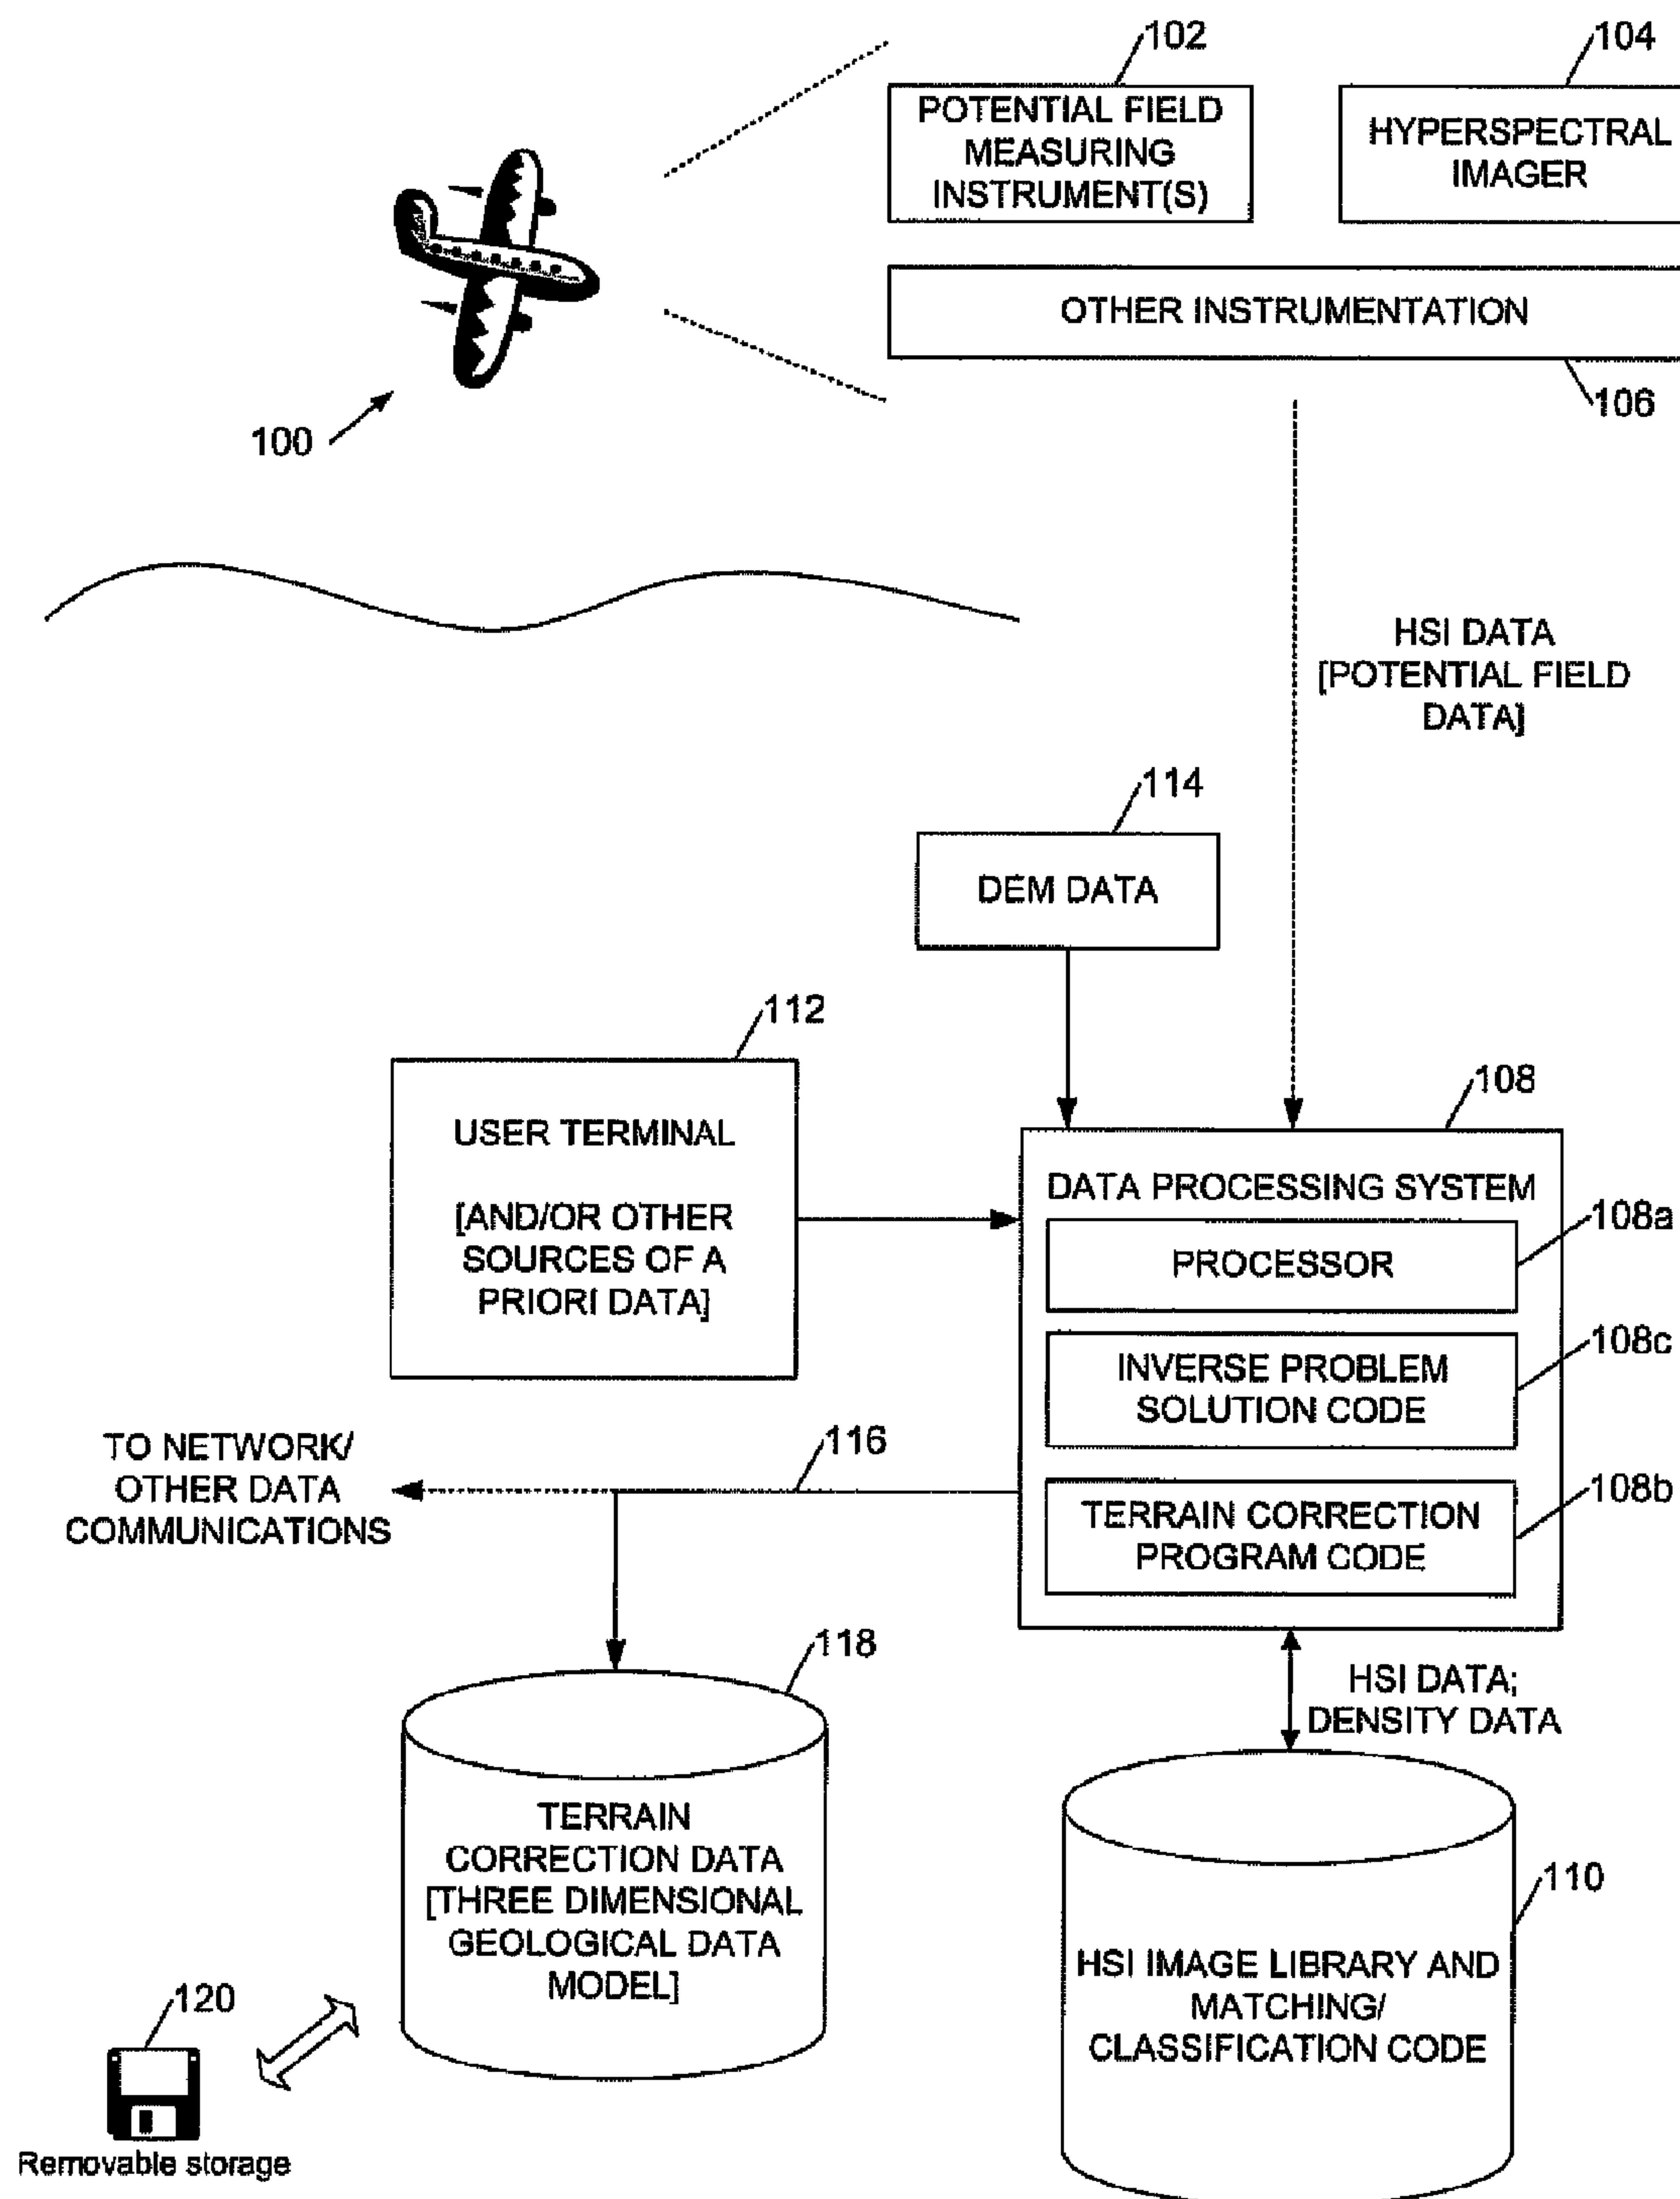 102
104
POTENTIAL FIELD
MEASURING
INSTRUMENT(S)
HYPERSPECTRAL
IMAGER
OTHER INSTRUMENTATION
106
100
HSI DATA
[POTENTIAL FIELD
DATA]
114
DEM DATA
112
USER TERMINAL
[AND/OR OTHER
SOURCES OF A
PRIORI DATA]
108
DATA PROCESSING SYSTEM
108a
PROCESSOR
108c
INVERSE PROBLEM
SOLUTION CODE
108b
TERRAIN CORRECTION
PROGRAM CODE
116
TO NETWORK/
OTHER DATA
COMMUNICATIONS
118
HSI DATA;
DENSITY DATA
TERRAIN
CORRECTION DATA
[THREE DIMENSIONAL
GEOLOGICAL DATA
MODEL]
110
HSI IMAGE LIBRARY AND
MATCHING/
CLASSIFICATION CODE
120
Removable storage